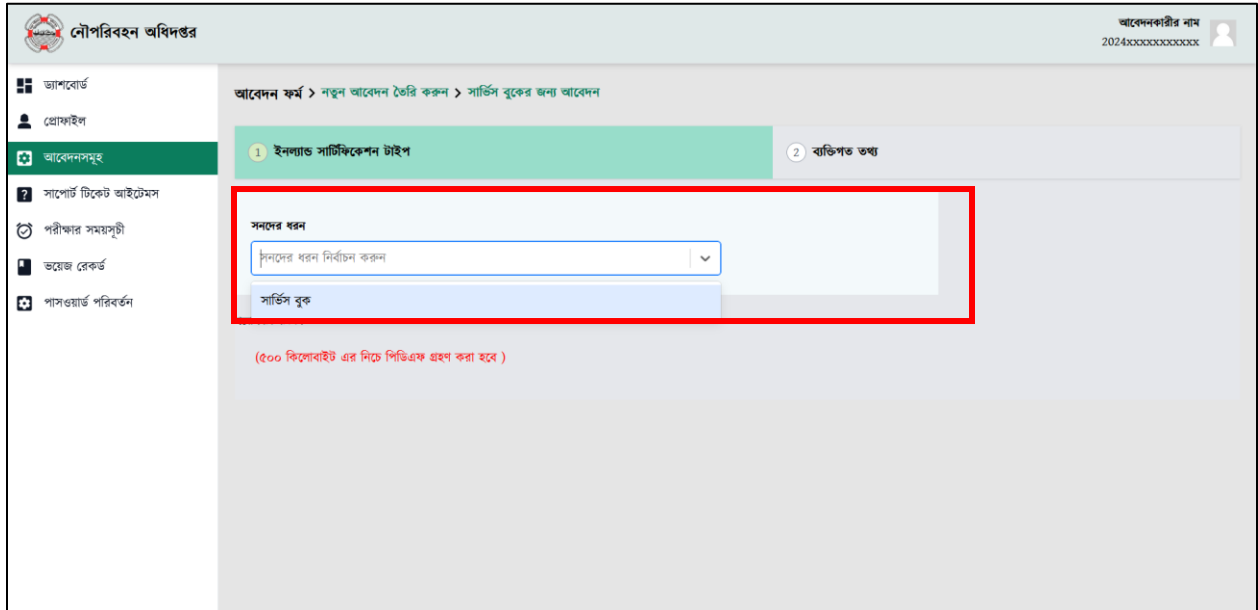 নৌপরিবহন অধিদপ্তর
আবেদনকারীর নাম
2024xxxxxxxxxxxx
ড্যাশবোর্ড
প্রোফাইল
আবেদনসমূহ
সাপোর্ট টিকেট আইটেমস
পরীক্ষার সময়সূচী
ভয়েজ রেকর্ড
পাসওয়ার্ড পরিবর্তন
আবেদন ফর্ম > নতুন আবেদন তৈরি করুন > সার্ভিস বুকের জন্য আবেদন
1 ইনল্যান্ড সার্টিফিকেশন টাইপ
2 ব্যক্তিগত তথ্য
সনদের ধরন
সনদের ধরন নির্বাচন করুন
সার্ভিস বুক
(৫০০ কিলোবাইট এর নিচে পিডিএফ গ্রহণ করা হবে )